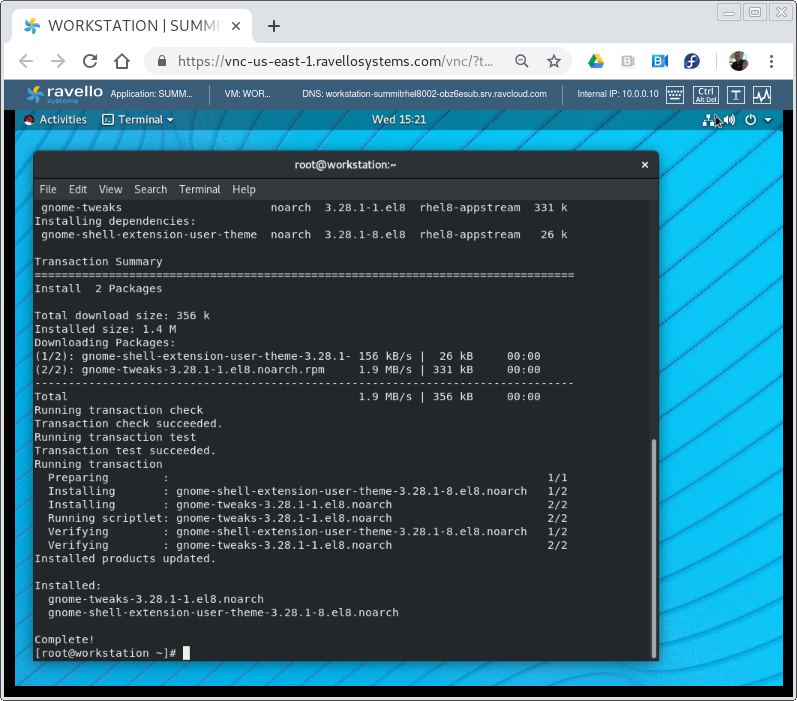 WORKSTATION | SUMMI
https://vnc-us-east-1.ravellosystems.com/vnc/?t...
ravello
systems
Application: SUMM...
VM: WOR...
DNS: workstation-summitrhel8002-obz6esub.srv.ravcloud.com
Internal IP: 10.0.0.10
Ctrl
Alt Del
T
Activities
Terminal
Wed 15:21
root@workstation:~
File Edit View Search Terminal Help
 gnome-tweaks                      noarch  3.28.1-1.el8  rhel8-appstream  331 k
Installing dependencies:
 gnome-shell-extension-user-theme  noarch  3.28.1-8.el8  rhel8-appstream   26 k
Transaction Summary
================================================================================
Install  2 Packages
Total download size: 356 k
Installed size: 1.4 M
Downloading Packages:
(1/2): gnome-shell-extension-user-theme-3.28.1- 156 kB/s |  26 kB     00:00
(2/2): gnome-tweaks-3.28.1-1.el8.noarch.rpm     1.9 MB/s | 331 kB     00:00
--------------------------------------------------------------------------------
Total                                           1.9 MB/s | 356 kB     00:00
Running transaction check
Transaction check succeeded.
Running transaction test
Transaction test succeeded.
Running transaction
  Preparing        :                                                        1/1
  Installing       : gnome-shell-extension-user-theme-3.28.1-8.el8.noarch   1/2
  Installing       : gnome-tweaks-3.28.1-1.el8.noarch                       2/2
  Running scriptlet: gnome-tweaks-3.28.1-1.el8.noarch                       2/2
  Verifying        : gnome-shell-extension-user-theme-3.28.1-8.el8.noarch   1/2
  Verifying        : gnome-tweaks-3.28.1-1.el8.noarch                       2/2
Installed products updated.
Installed:
  gnome-tweaks-3.28.1-1.el8.noarch
  gnome-shell-extension-user-theme-3.28.1-8.el8.noarch
Complete!
[root@workstation ~]#